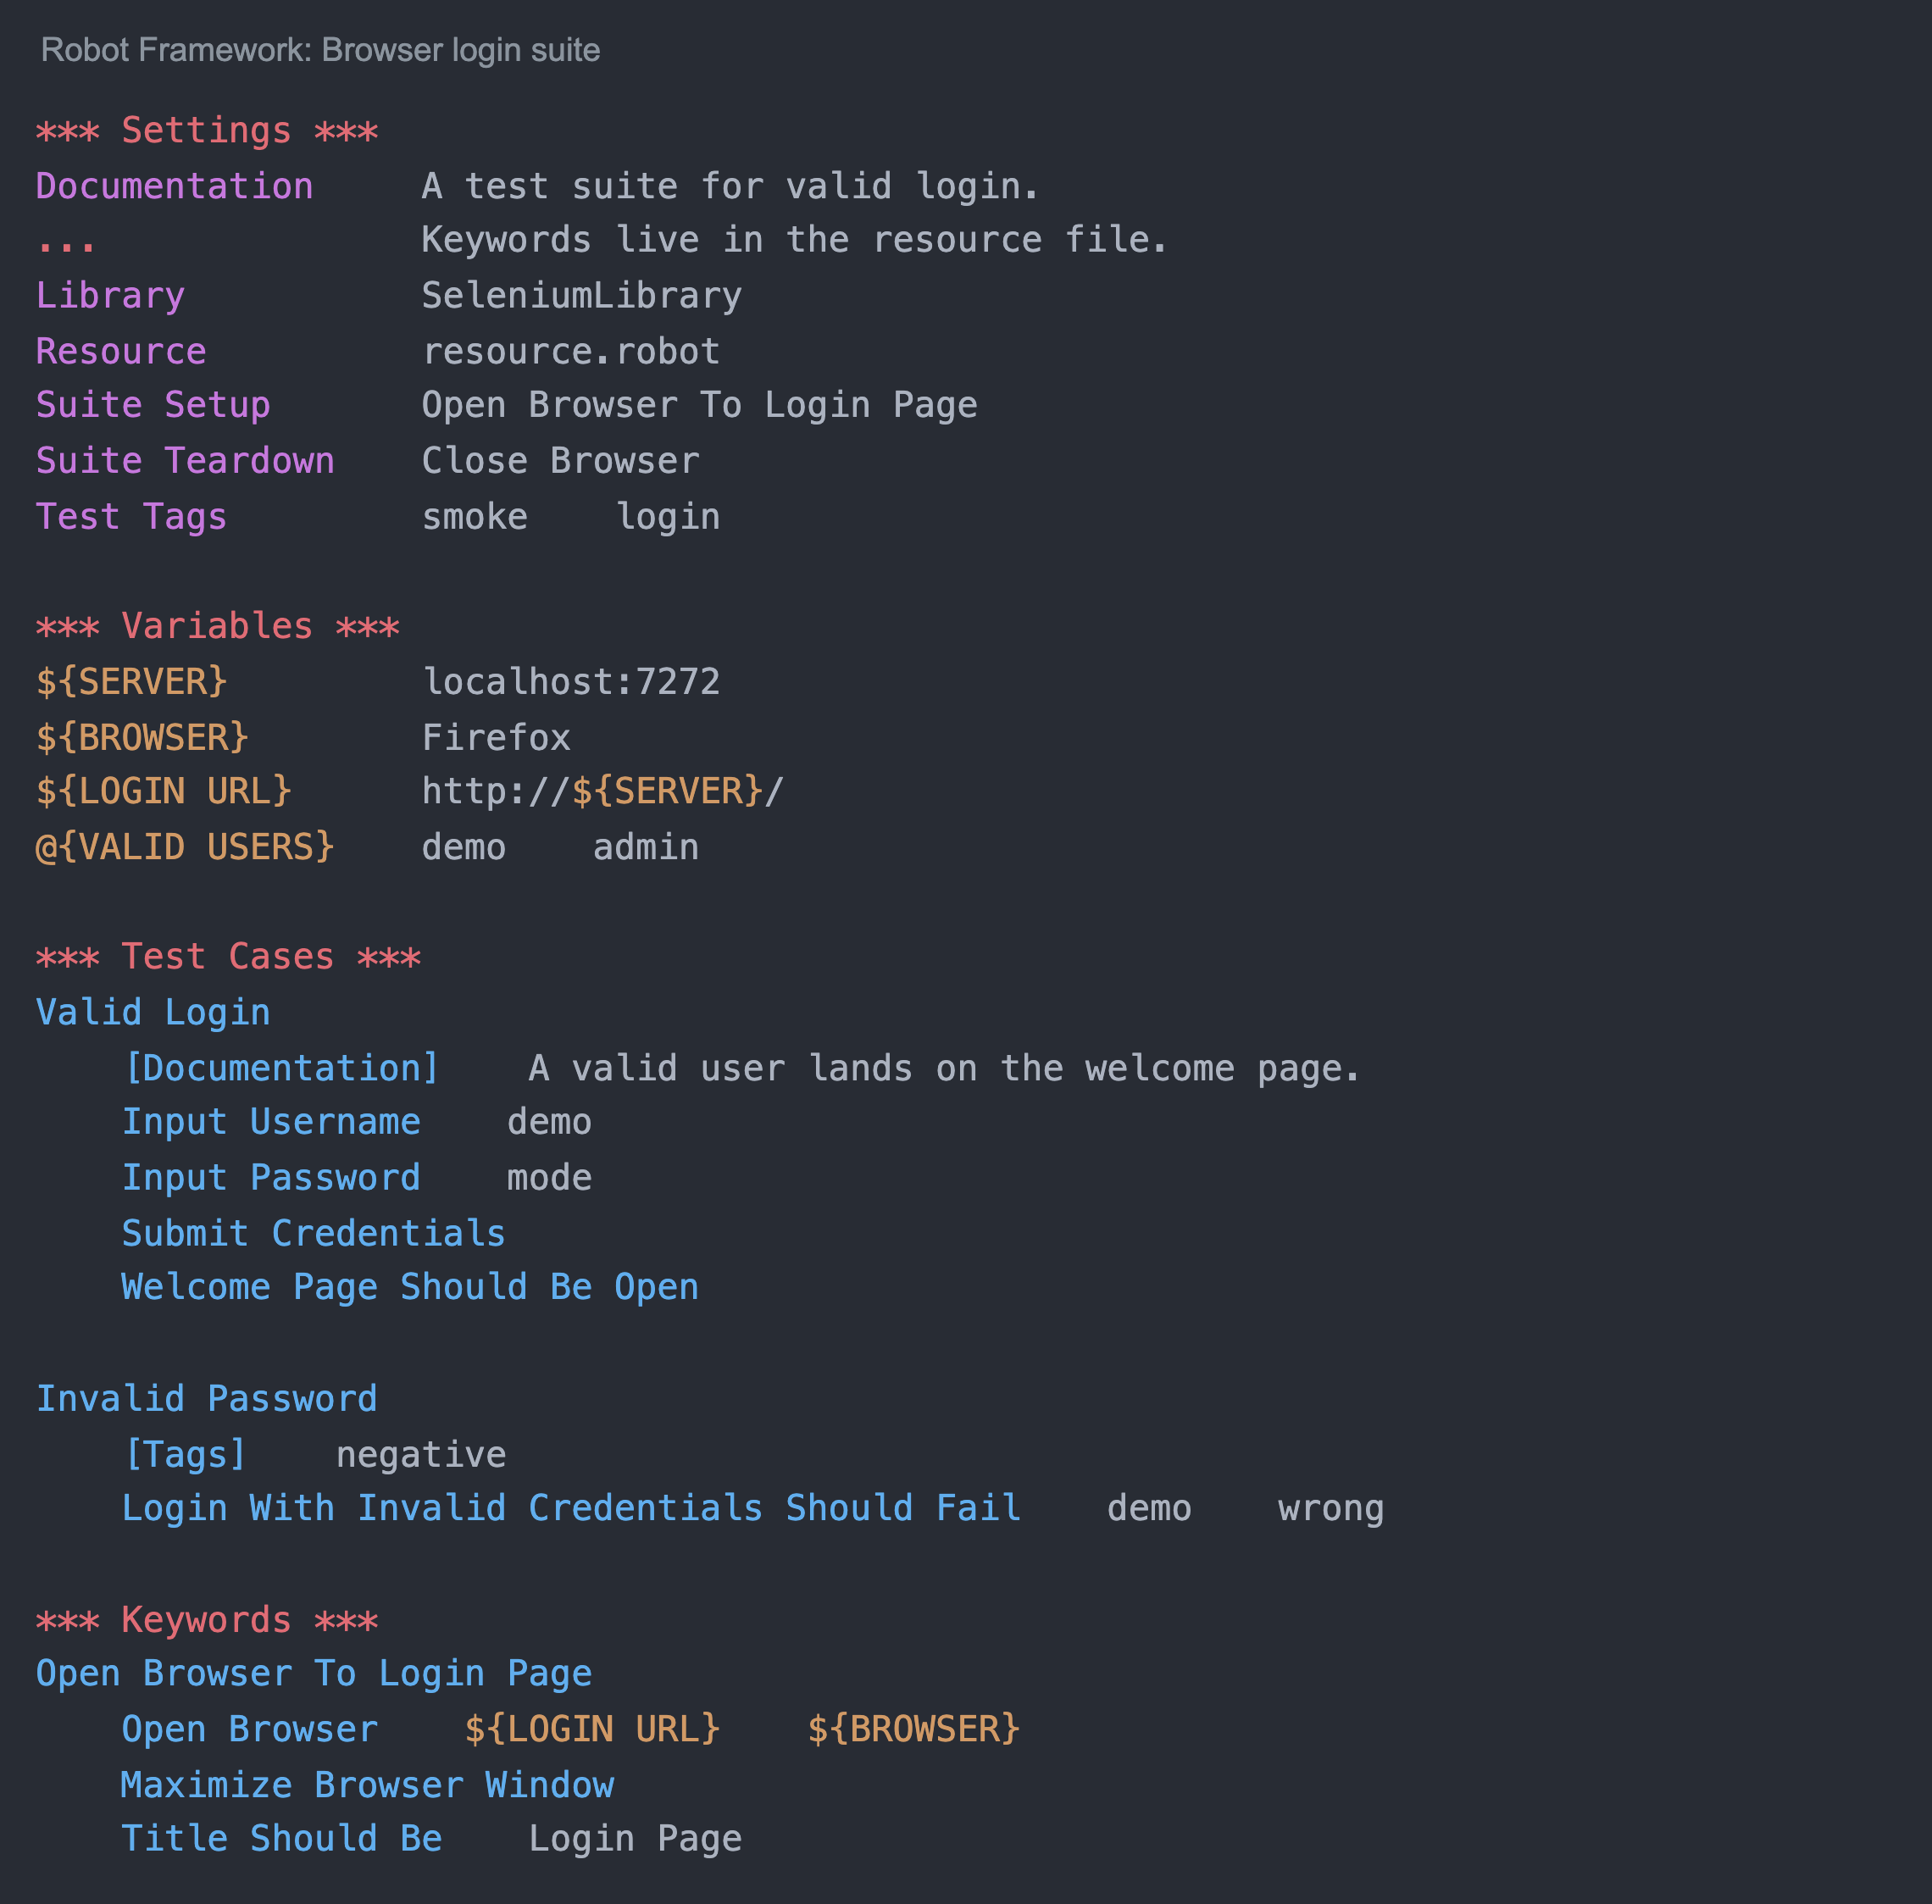 Robot Framework: Browser login suite
*** Settings ***
Documentation     A test suite for valid login.
...               Keywords live in the resource file.
Library           SeleniumLibrary
Resource          resource.robot
Suite Setup       Open Browser To Login Page
Suite Teardown    Close Browser
Test Tags         smoke    login

*** Variables ***
${SERVER}         localhost:7272
${BROWSER}        Firefox
${LOGIN URL}      http://${SERVER}/
@{VALID USERS}    demo    admin

*** Test Cases ***
Valid Login
    [Documentation]    A valid user lands on the welcome page.
    Input Username    demo
    Input Password    mode
    Submit Credentials
    Welcome Page Should Be Open

Invalid Password
    [Tags]    negative
    Login With Invalid Credentials Should Fail    demo    wrong

*** Keywords ***
Open Browser To Login Page
    Open Browser    ${LOGIN URL}    ${BROWSER}
    Maximize Browser Window
    Title Should Be    Login Page